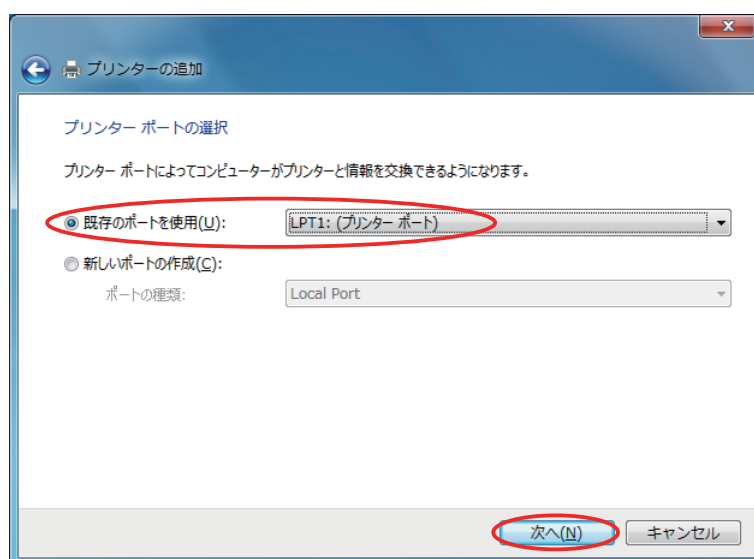 プリンターの追加
プリンター ポートの選択
プリンター ポートによってコンピューターがプリンターと情報を交換できるようになります。
既存のポートを使用(U): LPT1: (プリンター ポート)
新しいポートの作成(C):
ポートの種類: Local Port
次へ(N) キャンセル